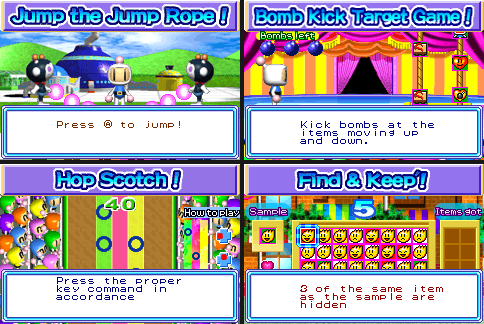 Jump the Jump Rope!
Press @ to jump!
Bomb Kick Target Game!
Bombs left
Kick bombs at the
items moving up
and down.
Hop Scotch!
40
How to play
Press the proper
key command in
accordance
Find & Keep!
Sample
5
Items got
3 of the same item
as the sample are
hidden